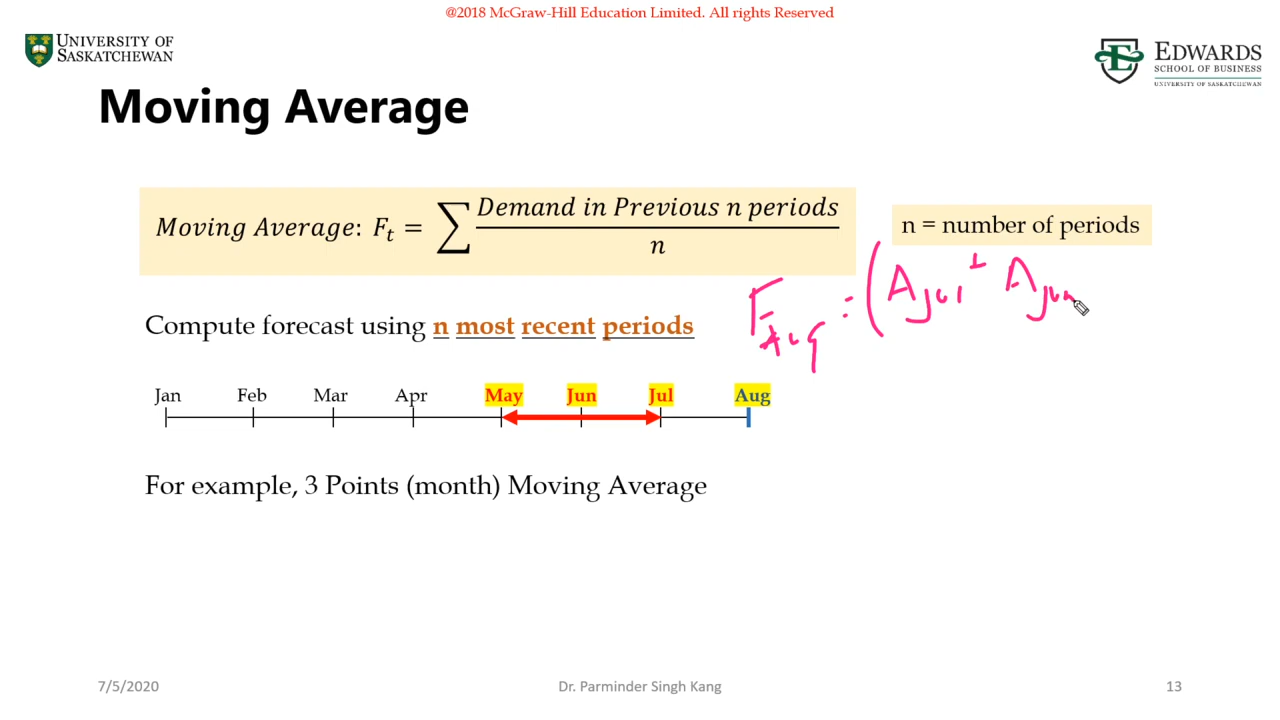 @2018 McGraw-Hill Education Limited. All rights Reserved
UNIVERSITY OF
SASKATCHEWAN
EDWARDS
SCHOOL OF BUSINESS
UNIVERSITY OF SASKATCHEWAN
Moving Average
Moving Average: Fₜ = ∑ Demand in Previous n periods / n
n = number of periods
F Aug = (A Jul + A Jun
Compute forecast using n most recent periods
Jan Feb Mar Apr May Jun Jul Aug
For example, 3 Points (month) Moving Average
7/5/2020 Dr. Parminder Singh Kang 13